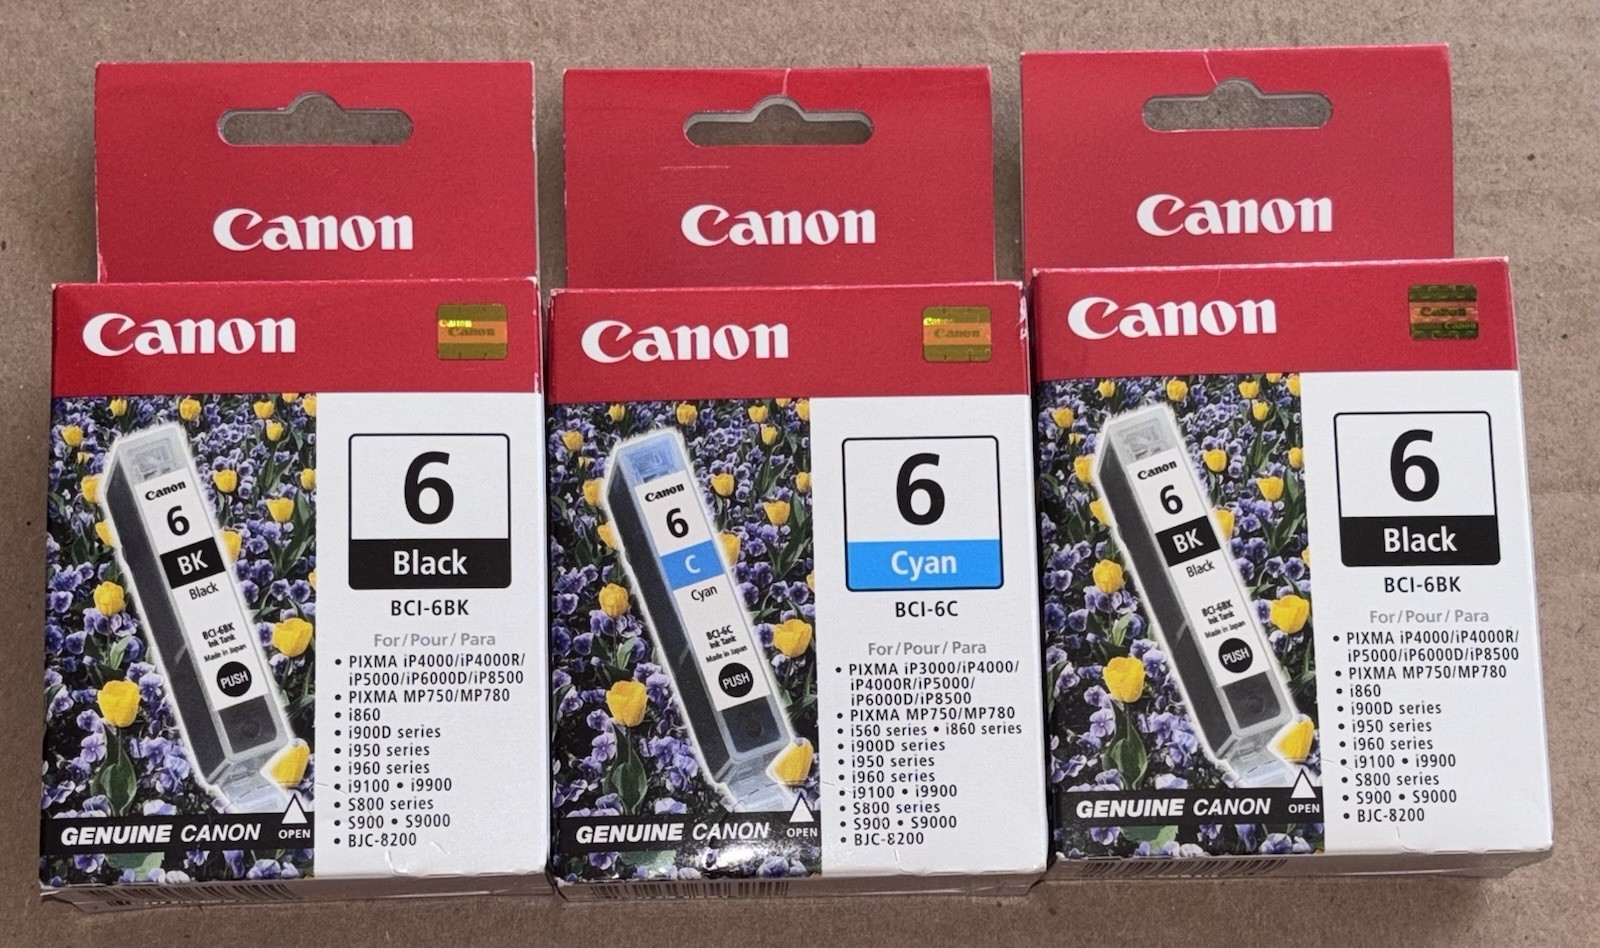 Canon
Canon
Canon
6
BK
Black
BCI-6BK
Ink Tank
Made in Japan
PUSH
GENUINE CANON
OPEN
6
Black
BCI-6BK
For/Pour/Para
• PIXMA iP4000/iP4000R/
iP5000/iP6000D/iP8500
• PIXMA MP750/MP780
• i860
• i900D series
• i950 series
• i960 series
• i9100 • i9900
• S800 series
• S900 • S9000
• BJC-8200
Canon
Canon
Canon
6
C
Cyan
BCI-6C
Ink Tank
Made in Japan
PUSH
GENUINE CANON
OPEN
6
Cyan
BCI-6C
For/Pour/Para
• PIXMA iP3000/iP4000/
iP4000R/iP5000/
iP6000D/iP8500
• PIXMA MP750/MP780
• i560 series • i860 series
• i900D series
• i950 series
• i960 series
• i9100 • i9900
• S800 series
• S900 • S9000
• BJC-8200
Canon
Canon
Canon
Canon
6
BK
Black
BCI-6BK
Ink Tank
Made in Japan
PUSH
GENUINE CANON
OPEN
6
Black
BCI-6BK
For/Pour/Para
• PIXMA iP4000/iP4000R/
iP5000/iP6000D/iP8500
• PIXMA MP750/MP780
• i860
• i900D series
• i950 series
• i960 series
• i9100 • i9900
• S800 series
• S900 • S9000
• BJC-8200